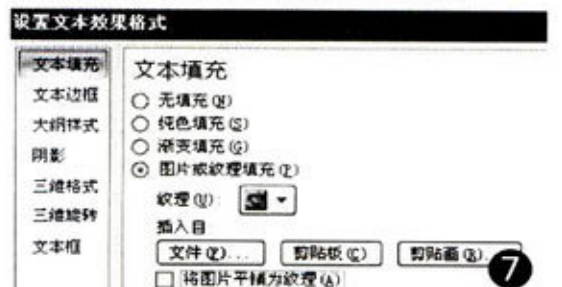 设置文本效果格式
文本填充
文本边框
大纲样式
阴影
三维格式
三维旋转
文本框
文本填充
无填充(N)
纯色填充(S)
渐变填充(G)
图片或纹理填充(P)
纹理(U):
插入自
文件(F)... 剪贴板(C) 剪贴画(R)...
将图片平铺为纹理(A)
7